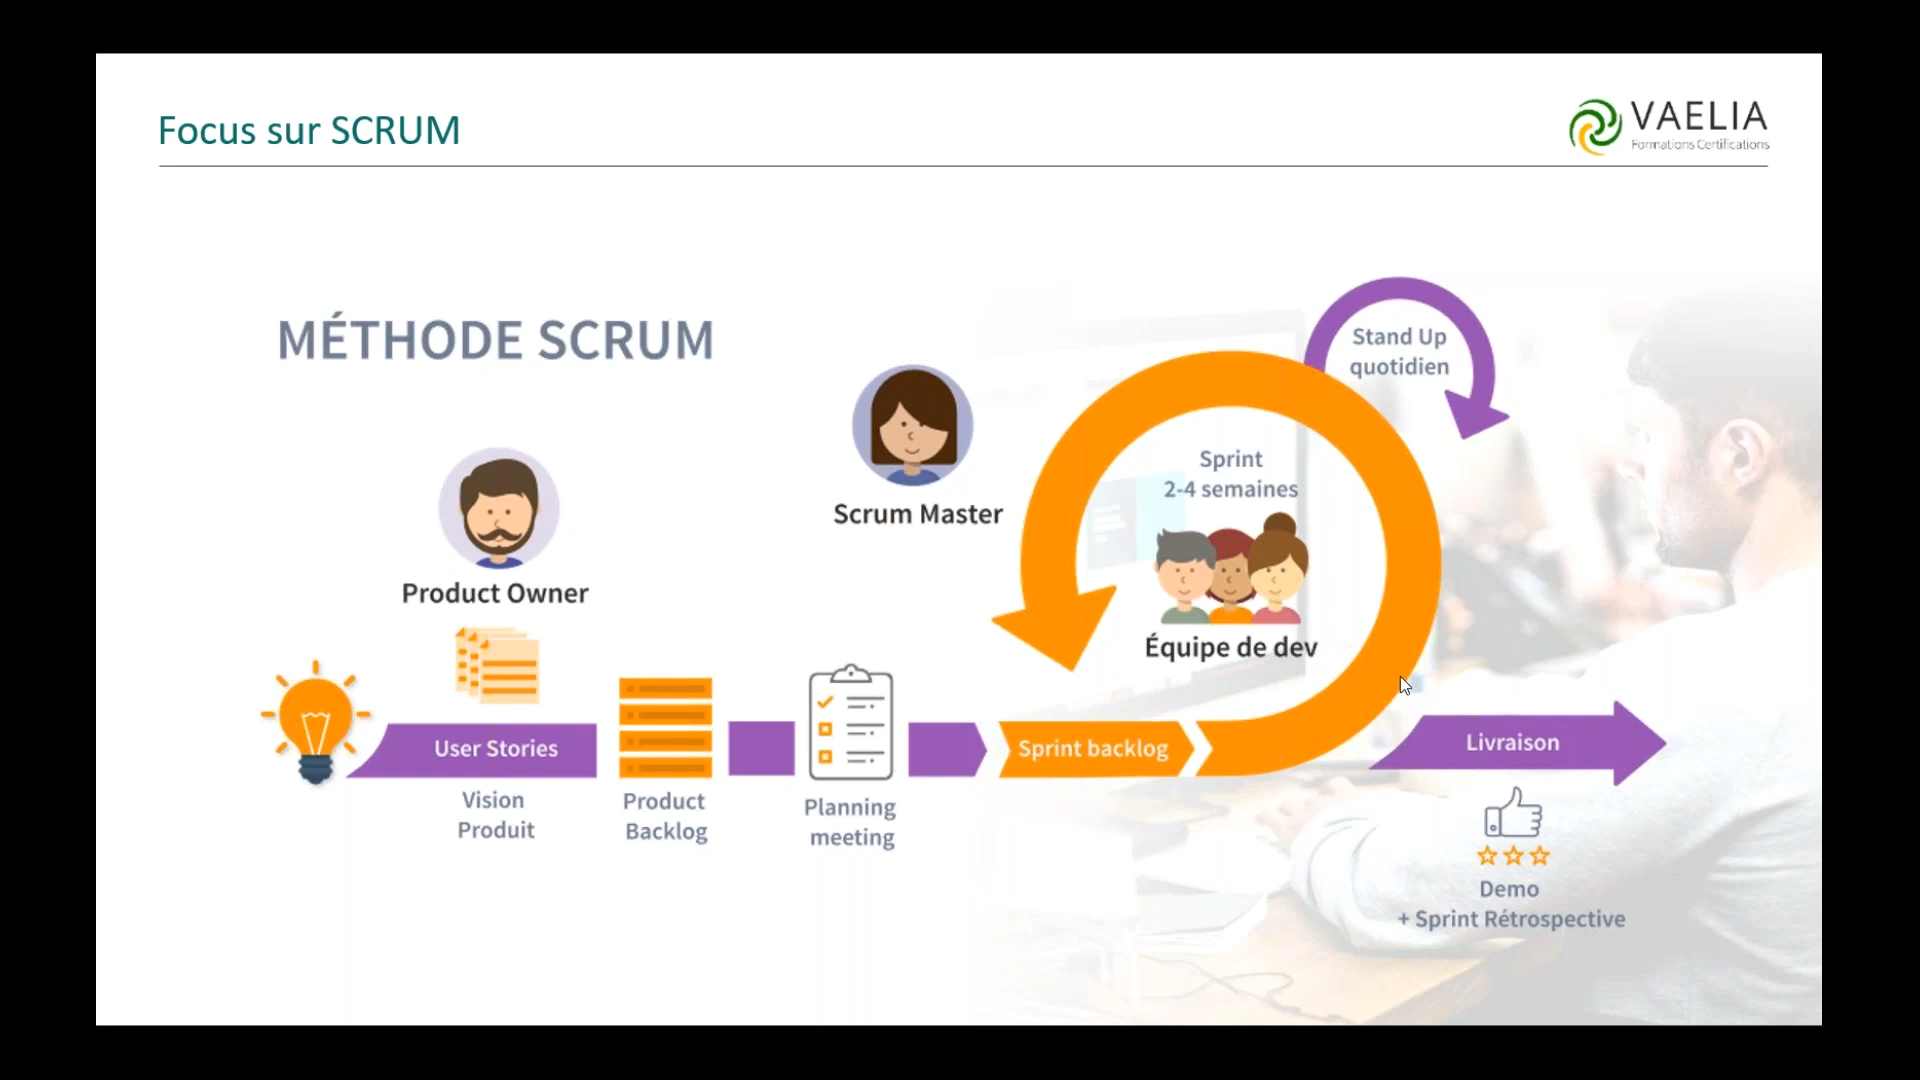 Focus sur SCRUM
VAELIA
Formations Certifications
MÉTHODE SCRUM
Stand Up
quotidien
Sprint
2-4 semaines
Scrum Master
Product Owner
Équipe de dev
User Stories
Sprint backlog
Livraison
Vision
Produit
Product
Backlog
Planning
meeting
Demo
+ Sprint Rétrospective